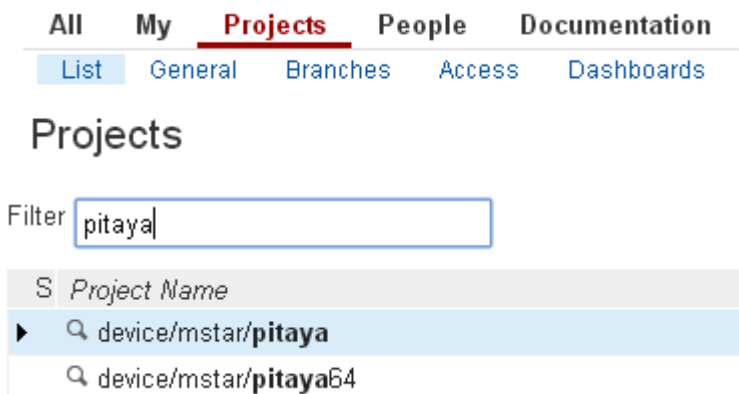 All My Projects People Documentation
List General Branches Access Dashboards
Projects
Filter pitaya
S Project Name
device/mstar/pitaya
device/mstar/pitaya64